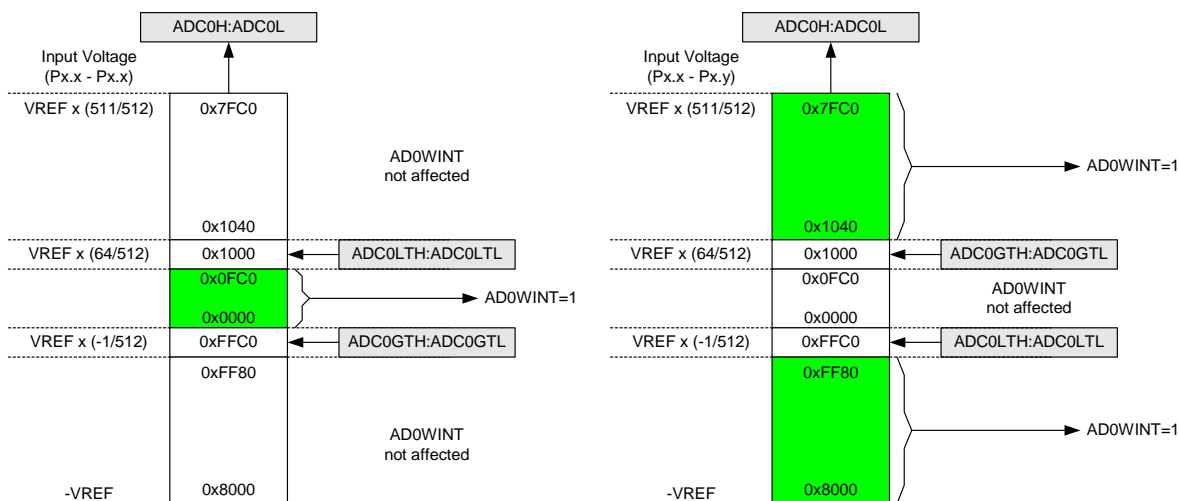 ADC0H:ADC0L
Input Voltage
(Px.x - Px.x)
VREF x (511/512)
0x7FC0
AD0WINT
not affected
0x1040
VREF x (64/512)
0x1000
ADC0LTH:ADC0LTL
0x0FC0
AD0WINT=1
0x0000
VREF x (-1/512)
0xFFC0
ADC0GTH:ADC0GTL
0xFF80
AD0WINT
not affected
-VREF
0x8000
ADC0H:ADC0L
Input Voltage
(Px.x - Px.y)
VREF x (511/512)
0x7FC0
AD0WINT=1
0x1040
VREF x (64/512)
0x1000
ADC0GTH:ADC0GTL
0x0FC0
AD0WINT
not affected
0x0000
VREF x (-1/512)
0xFFC0
ADC0LTH:ADC0LTL
0xFF80
AD0WINT=1
-VREF
0x8000